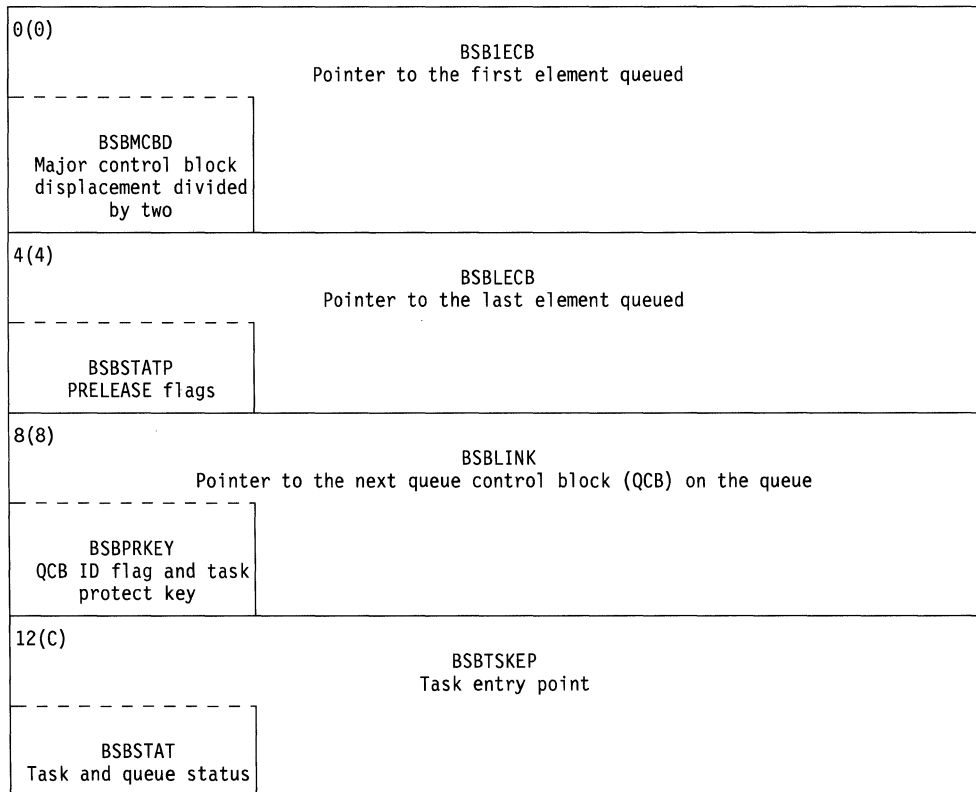 0(0)
BSB1ECB
Pointer to the first element queued
BSBMCBD
Major control block
displacement divided
by two
4(4)
BSBLECB
Pointer to the last element queued
BSBSTATP
PRELEASE flags
8(8)
BSBLINK
Pointer to the next queue control block (QCB) on the queue
BSBPRKEY
QCB ID flag and task
protect key
12(C)
BSBTSKEP
Task entry point
BSBSTAT
Task and queue status